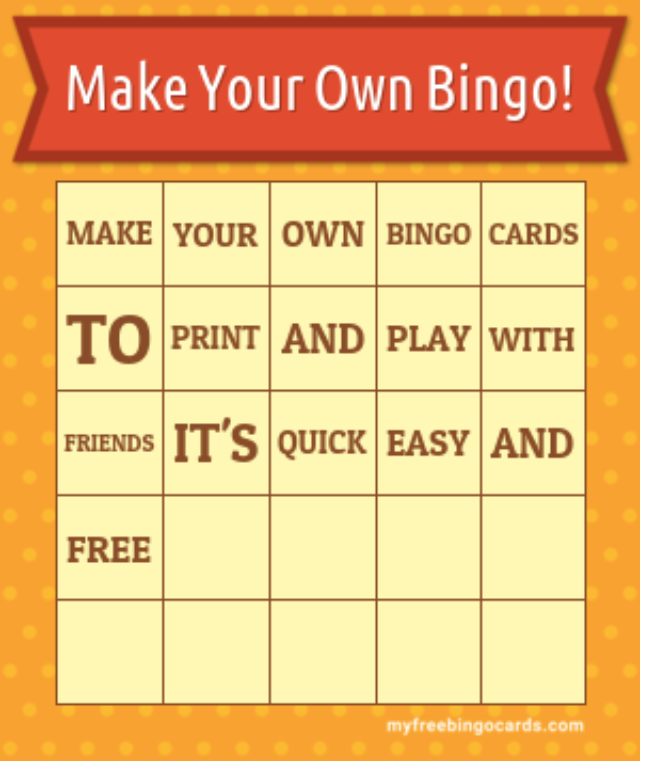 Make Your Own Bingo!
MAKE YOUR OWN BINGO CARDS
TO PRINT AND PLAY WITH
FRIENDS IT'S QUICK EASY AND
FREE
myfreebingocards.com